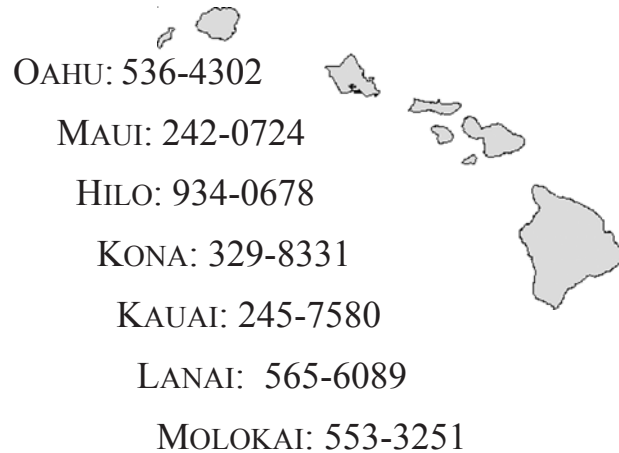 OAHU: 536-4302
MAUI: 242-0724
HILO: 934-0678
KONA: 329-8331
KAUAI: 245-7580
LANAI: 565-6089
MOLOKAI: 553-3251